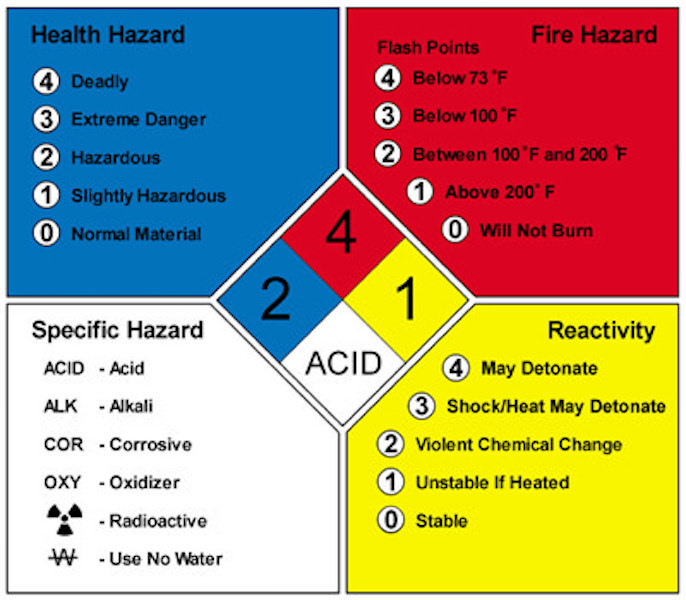 Health Hazard
4 Deadly
3 Extreme Danger
2 Hazardous
1 Slightly Hazardous
0 Normal Material
Fire Hazard
Flash Points
4 Below 73°F
3 Below 100°F
2 Between 100°F and 200°F
1 Above 200°F
0 Will Not Burn
4
2
1
ACID
Specific Hazard
ACID - Acid
ALK - Alkali
COR - Corrosive
OXY - Oxidizer
- Radioactive
W - Use No Water
Reactivity
4 May Detonate
3 Shock/Heat May Detonate
2 Violent Chemical Change
1 Unstable If Heated
0 Stable